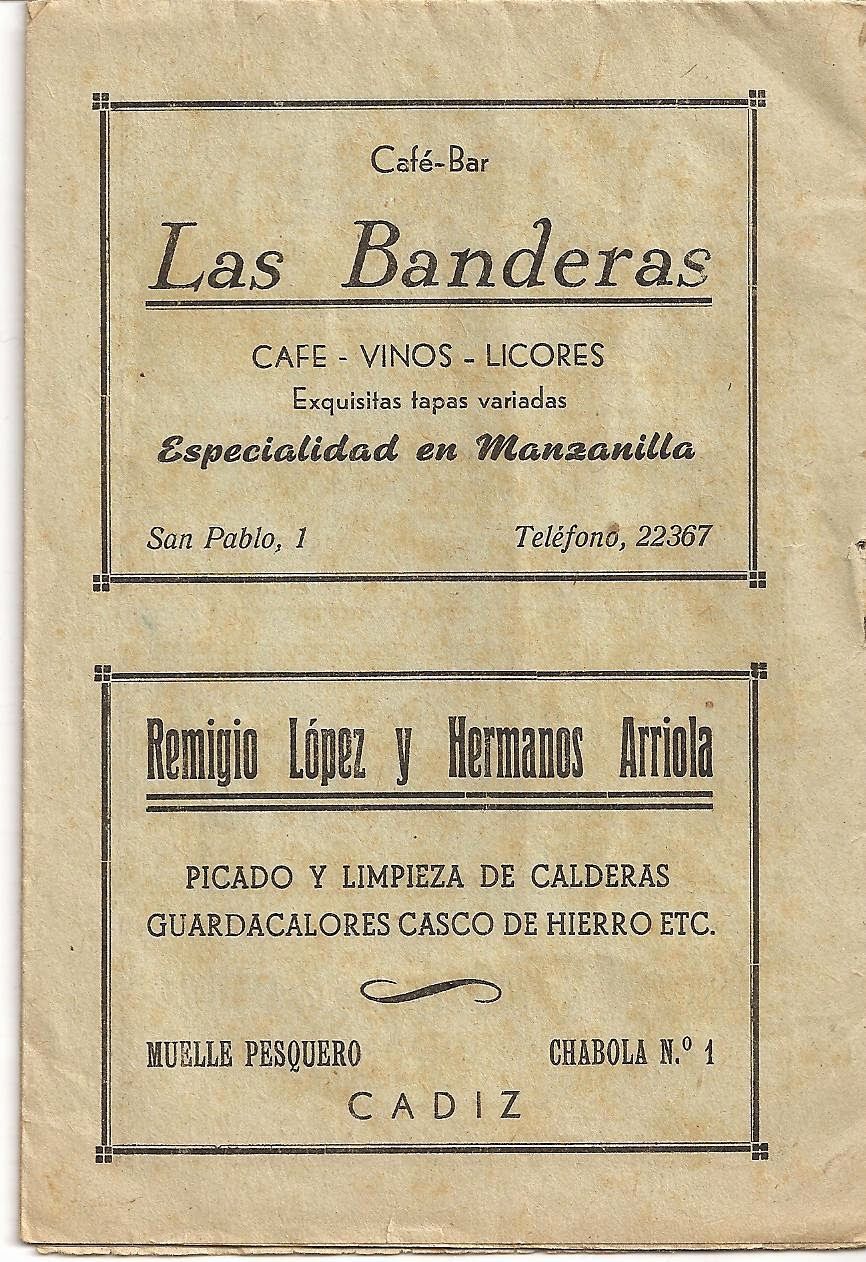 Café-Bar
Las Banderas
CAFE - VINOS - LICORES
Exquisitas tapas variadas
Especialidad en Manzanilla
San Pablo, 1 Teléfono, 22367
Remigio López y Hermanos Arriola
PICADO Y LIMPIEZA DE CALDERAS
GUARDACALORES CASCO DE HIERRO ETC.
MUELLE PESQUERO CHABOLA N.º 1
CADIZ